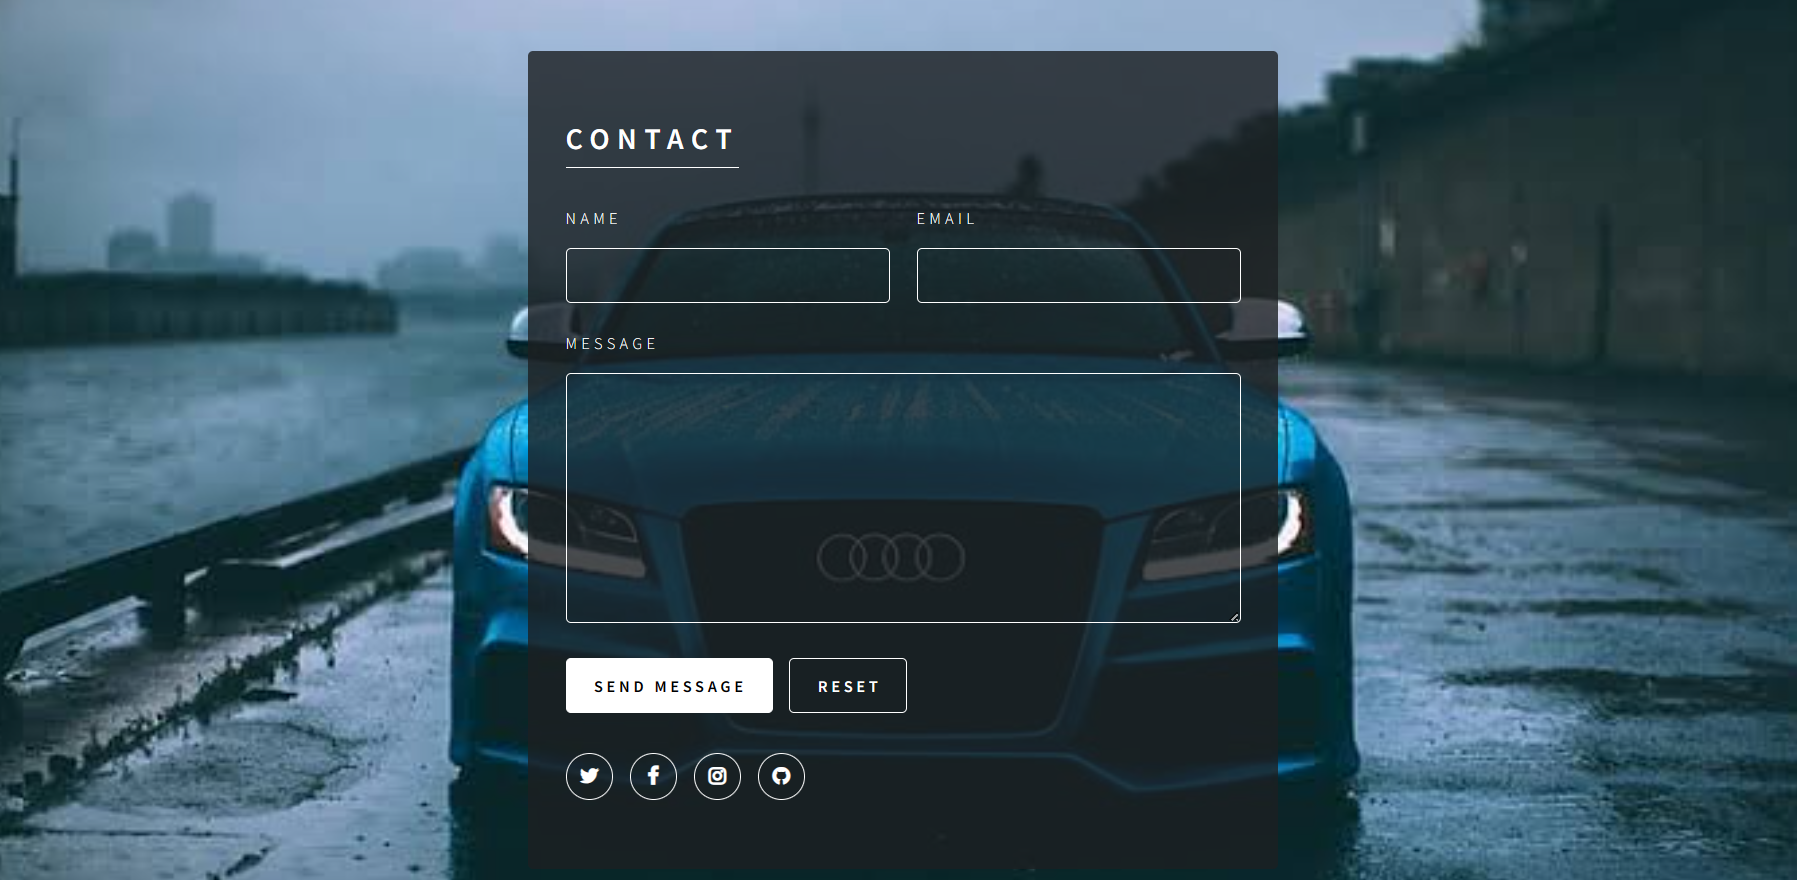 CONTACT
NAME
EMAIL
MESSAGE
SEND MESSAGE
RESET